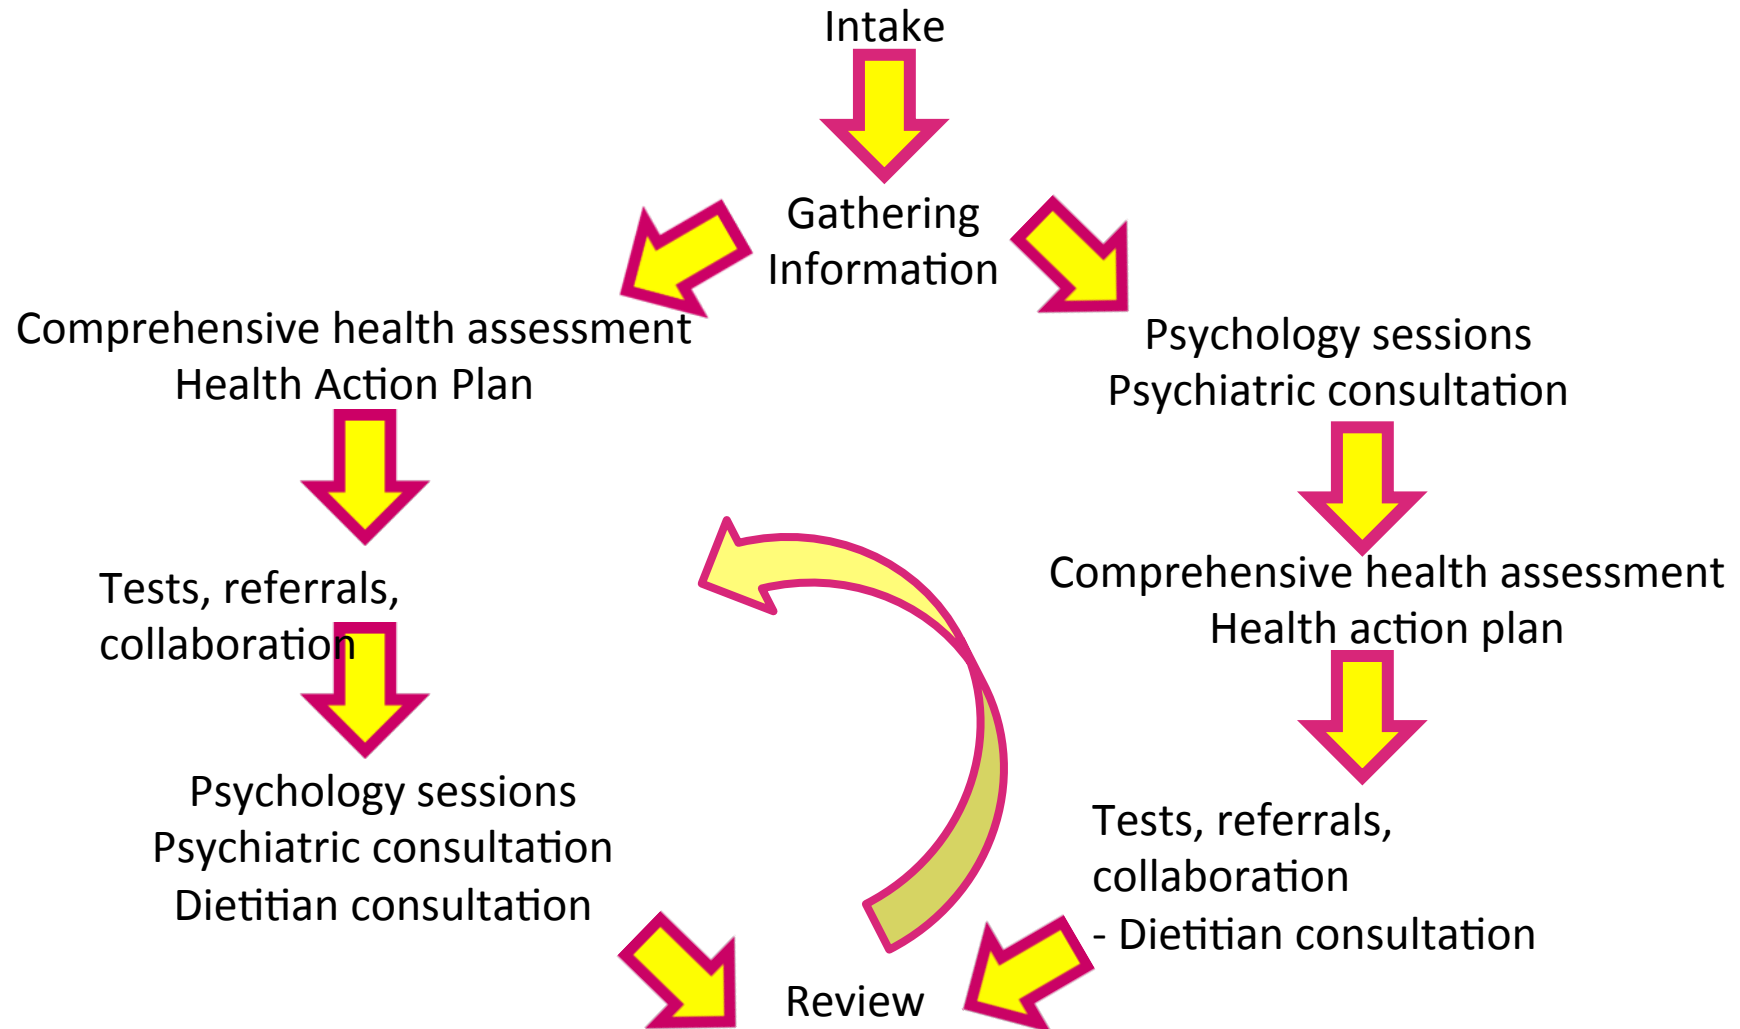 Intake
Gathering
Information
Comprehensive health assessment
Health Action Plan
Psychology sessions
Psychiatric consultation
Tests, referrals,
collaboration
Comprehensive health assessment
Health action plan
Psychology sessions
Psychiatric consultation
Dietitian consultation
Tests, referrals,
collaboration
- Dietitian consultation
Review